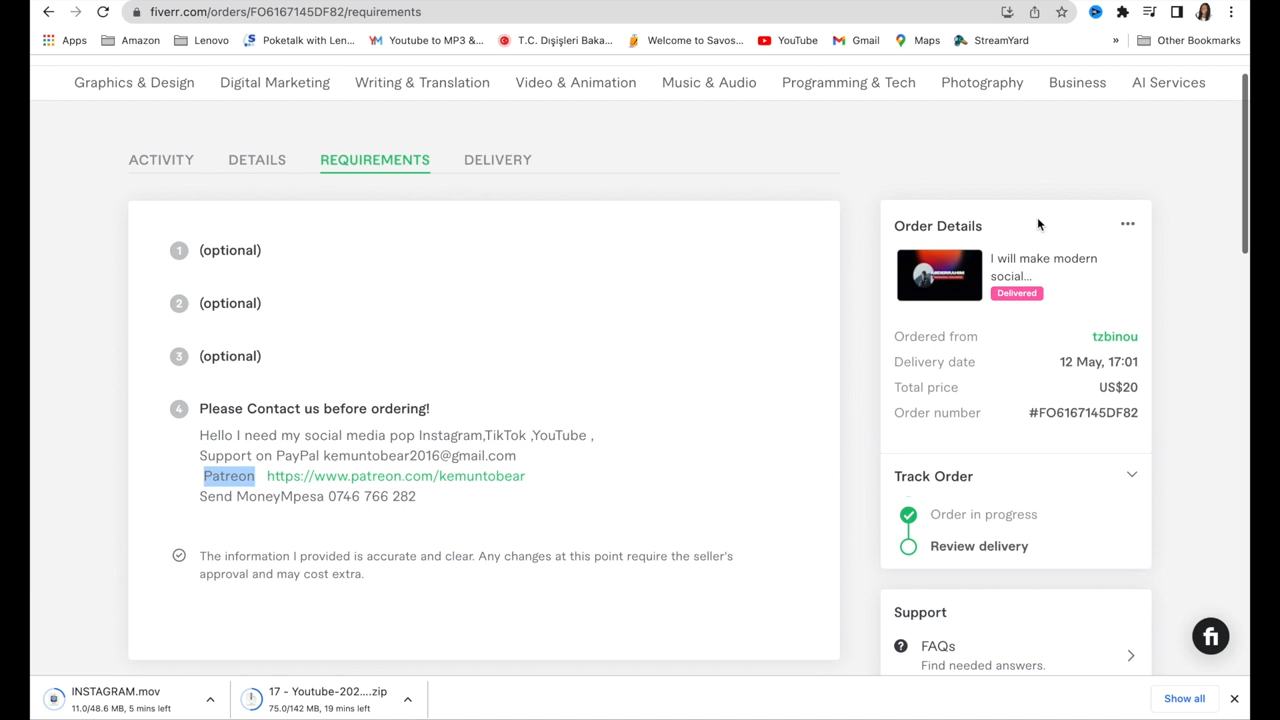 fiverr.com/orders/FO6167145DF82/requirements
Apps Amazon Lenovo Poketalk with Len... Youtube to MP3 &... T.C. Dışişleri Baka... Welcome to Savos... YouTube Gmail Maps StreamYard » Other Bookmarks
Graphics & Design Digital Marketing Writing & Translation Video & Animation Music & Audio Programming & Tech Photography Business AI Services
ACTIVITY DETAILS REQUIREMENTS DELIVERY
1 (optional)
2 (optional)
3 (optional)
4 Please Contact us before ordering!
Hello I need my social media pop Instagram,TikTok ,YouTube ,
Support on PayPal kemuntobear2016@gmail.com
Patreon https://www.patreon.com/kemuntobear
Send MoneyMpesa 0746 766 282
The information I provided is accurate and clear. Any changes at this point require the seller's
approval and may cost extra.
Order Details
I will make modern
social...
Delivered
Ordered from tzbinou
Delivery date 12 May, 17:01
Total price US$20
Order number #FO6167145DF82
Track Order
Order in progress
Review delivery
Support
FAQs
Find needed answers.
fi
INSTAGRAM.mov
11.0/48.6 MB, 5 mins left
17 - Youtube-202....zip
75.0/142 MB, 19 mins left
Show all